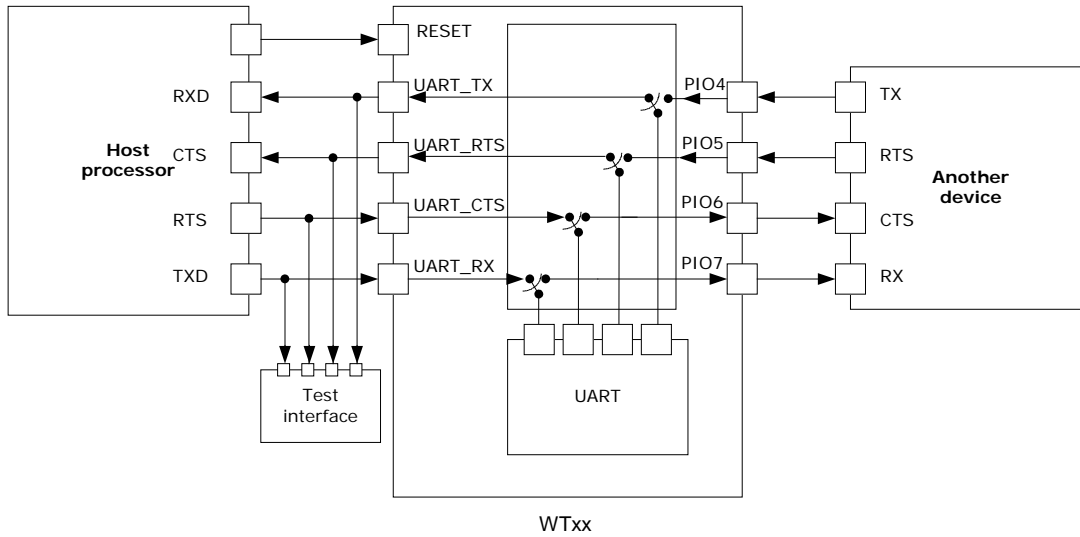 RESET
RXD
UART_TX
PIO4
TX
Host
processor
CTS
UART_RTS
PIO5
RTS
Another
device
RTS
UART_CTS
PIO6
CTS
TXD
UART_RX
PIO7
RX
Test
interface
UART
WTxx